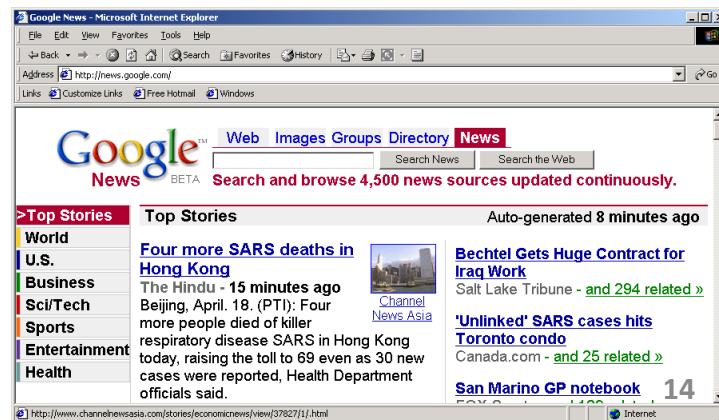 Google News - Microsoft Internet Explorer
File Edit View Favorites Tools Help
Back Search Favorites History
Address http://news.google.com/ Go
Links Customize Links Free Hotmail Windows
Google™
News BETA
Web Images Groups Directory News
Search News Search the Web
Search and browse 4,500 news sources updated continuously.
>Top Stories
World
U.S.
Business
Sci/Tech
Sports
Entertainment
Health
Top Stories Auto-generated 8 minutes ago
Four more SARS deaths in
Hong Kong
The Hindu - 15 minutes ago
Beijing, April. 18. (PTI): Four
more people died of killer
respiratory disease SARS in Hong Kong
today, raising the toll to 69 even as 30 new
cases were reported, Health Department
officials said.
Channel
News Asia
Bechtel Gets Huge Contract for
Iraq Work
Salt Lake Tribune - and 294 related »
'Unlinked' SARS cases hits
Toronto condo
Canada.com - and 25 related »
San Marino GP notebook
14
http://www.channelnewsasia.com/stories/economicnews/view/37827/1/.html Internet